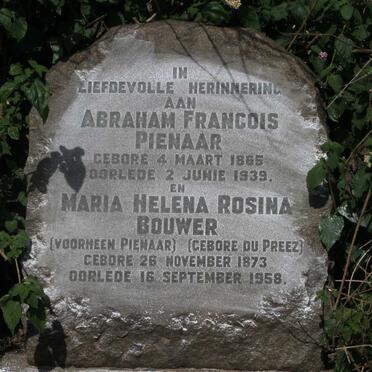 IN
LIEFDEVOLLE HERINNERING
AAN
ABRAHAM FRANCOIS
PIENAAR
GEBORE 4 MAART 1865
OORLEDE 2 JUNIE 1939.
EN
MARIA HELENA ROSINA
BOUWER
(VOORHEEN PIENAAR) (GEBORE DU PREEZ)
GEBORE 26 NOVEMBER 1873
OORLEDE 16 SEPTEMBER 1958.